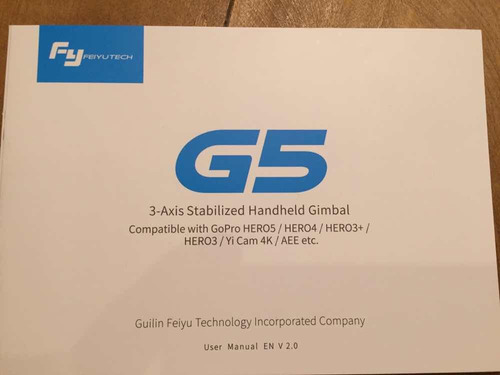 Fy FEIYUTECH
G5
3-Axis Stabilized Handheld Gimbal
Compatible with GoPro HERO5 / HERO4 / HERO3+ /
HERO3 / Yi Cam 4K / AEE etc.
Guilin Feiyu Technology Incorporated Company
User Manual EN V 2.0